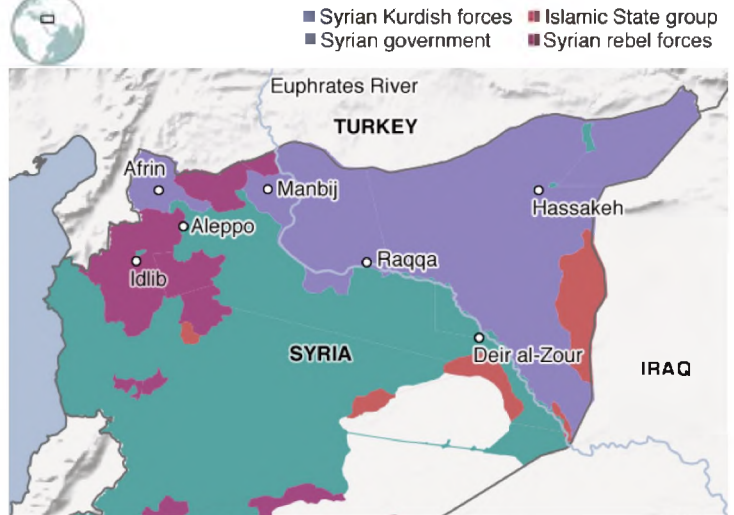 Syrian Kurdish forces
Islamic State group
Syrian government
Syrian rebel forces
Euphrates River
TURKEY
Afrin
Manbij
Hassakeh
Aleppo
Raqqa
Idlib
SYRIA
Deir al-Zour
IRAQ